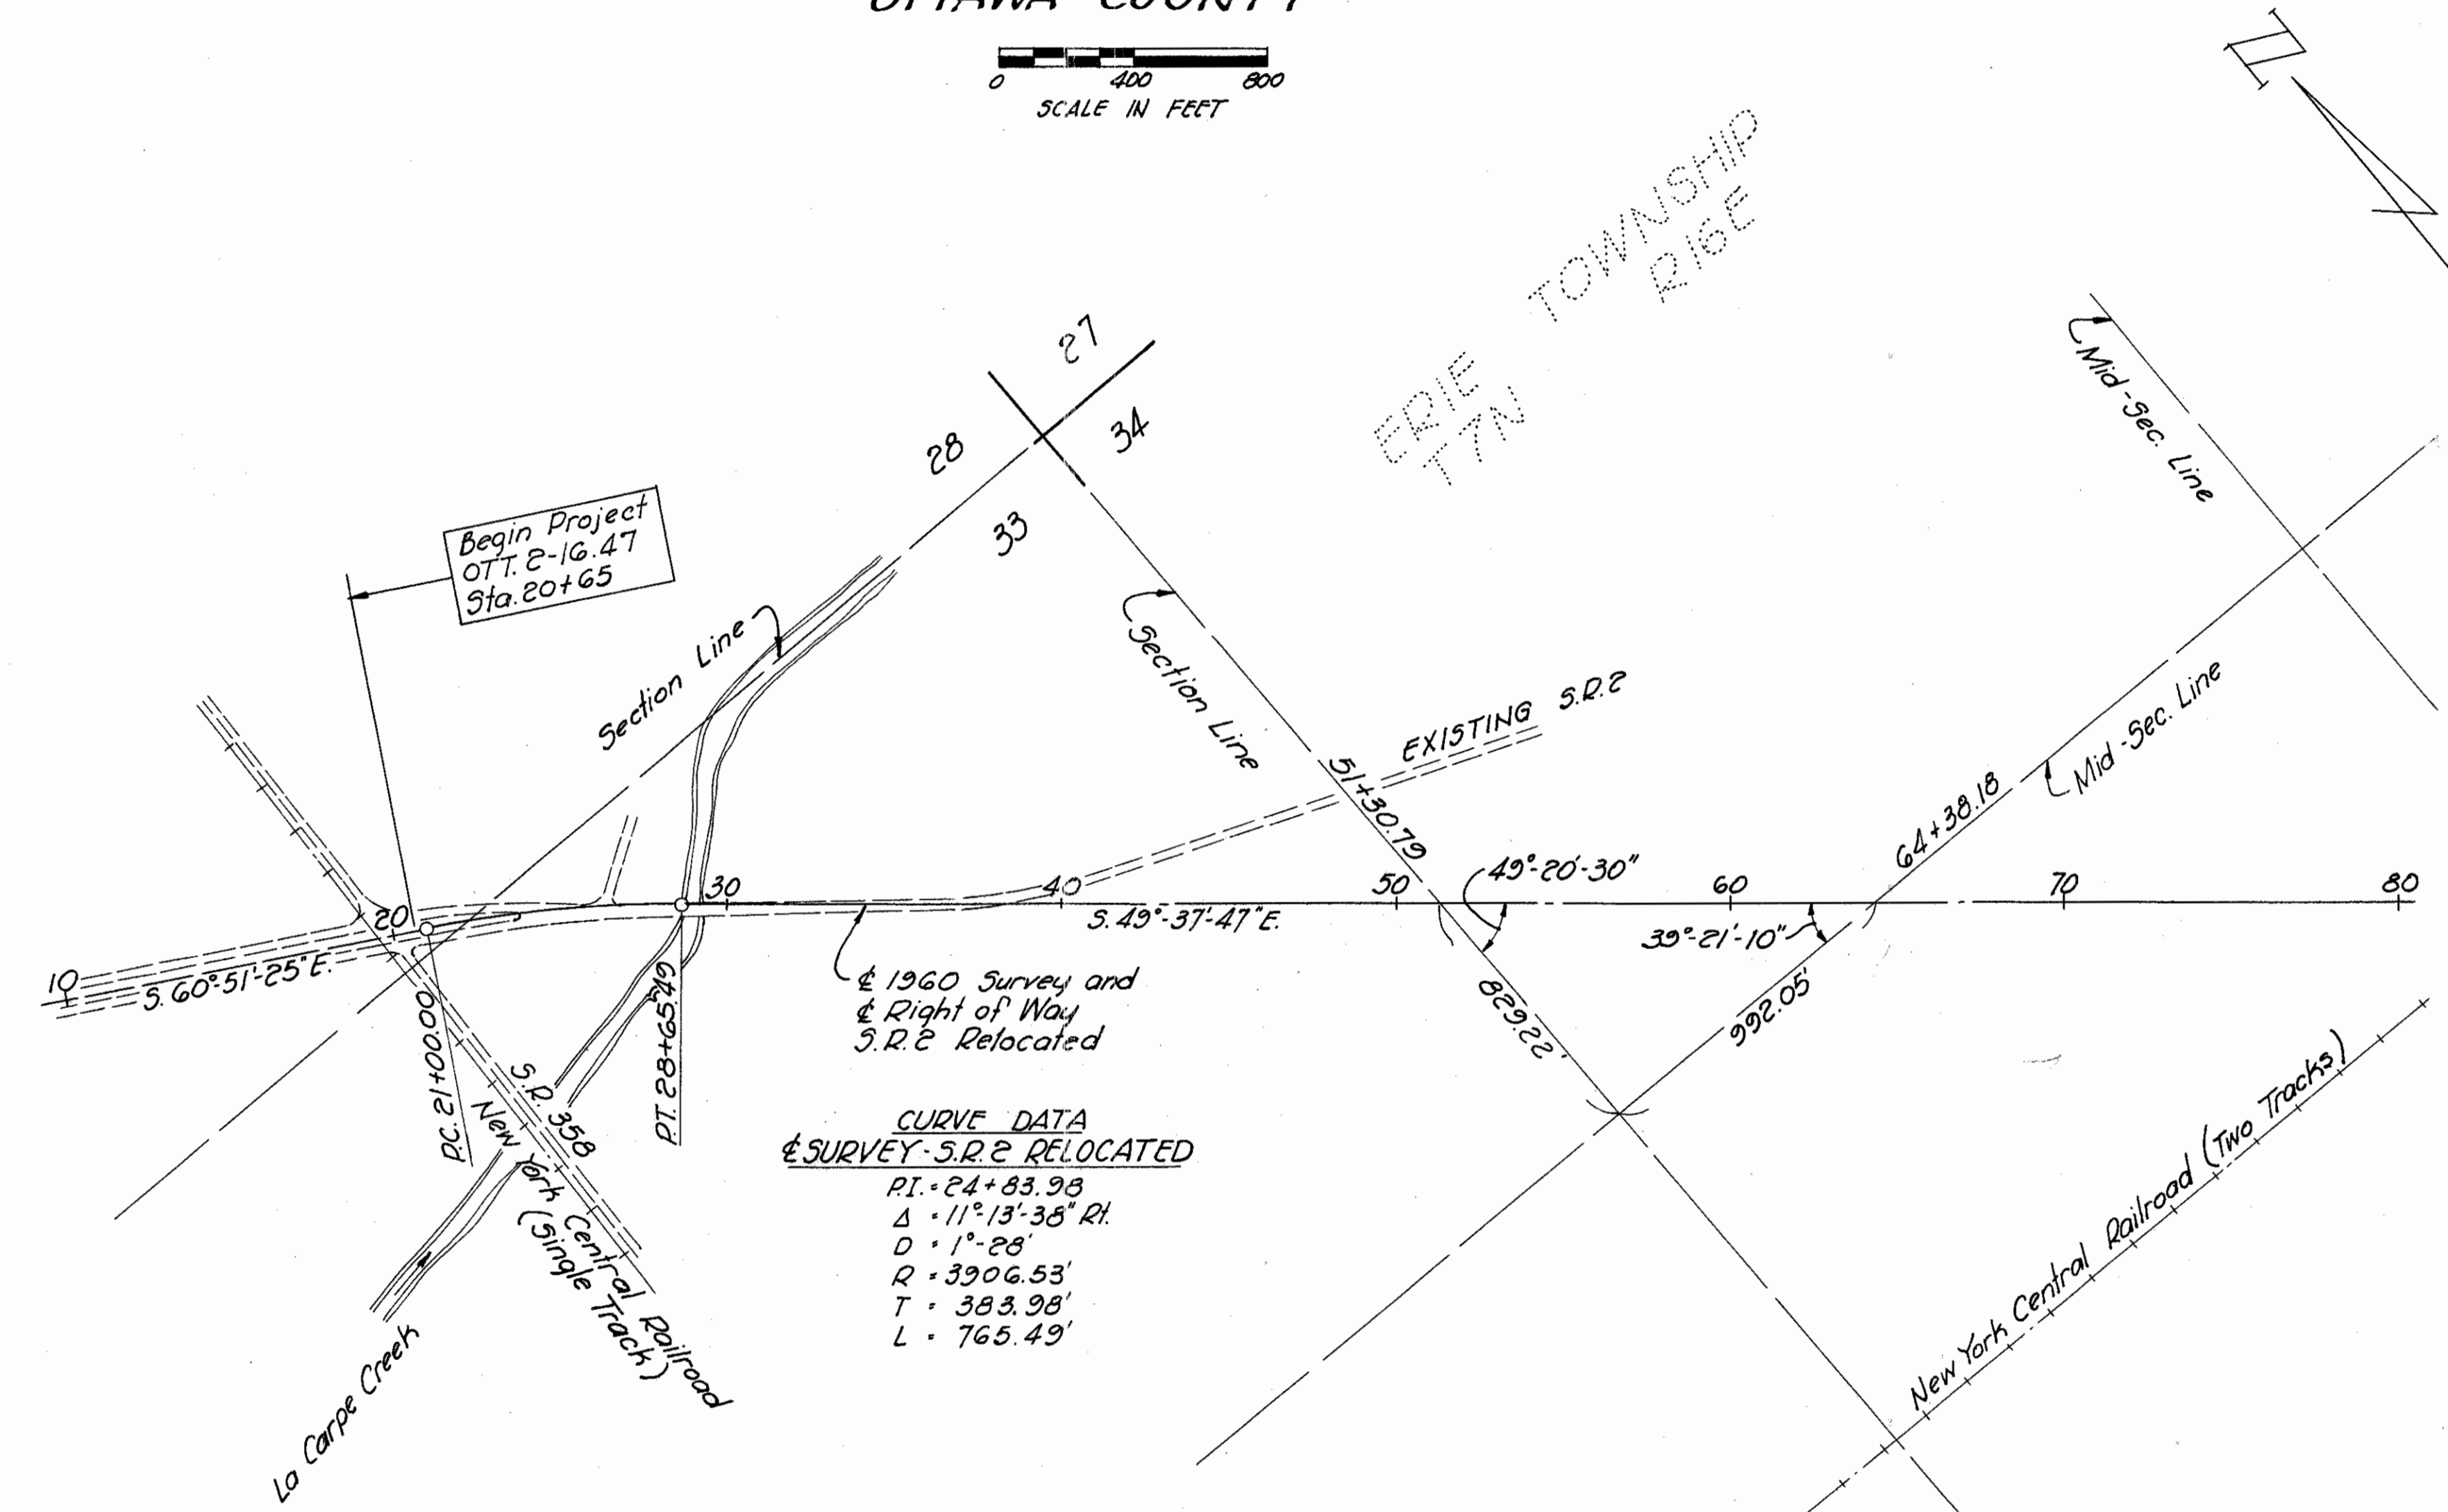 OTTAWA COUNTY
0 400 800
SCALE IN FEET
ERIE TOWNSHIP
T7N R16E
27
28
34
33
Mid-Sec. Line
Begin Project
OTT. 2-16.47
Sta. 20+65
Section Line
Section Line
EXISTING S.R.2
51+30.79
64+38.18
Mid-Sec. Line
10
20
30
40
50
60
70
80
S. 60°-51'-25" E.
S. 49°-37'-47" E.
49°-20'-30"
39°-21'-10"
829.22'
992.05'
P.C. 21+00.00
P.T. 28+65.49
℄ 1960 Survey and
℄ Right of Way
S.R.2 Relocated
S.R. 358
New York Central Railroad
(Single Track)
La Carpe Creek
CURVE DATA
℄ SURVEY-S.R.2 RELOCATED
P.I. = 24+83.98
Δ = 11°-13'-38" Rt.
D = 1°-28'
R = 3906.53'
T = 383.98'
L = 765.49'
New York Central Railroad (Two Tracks)